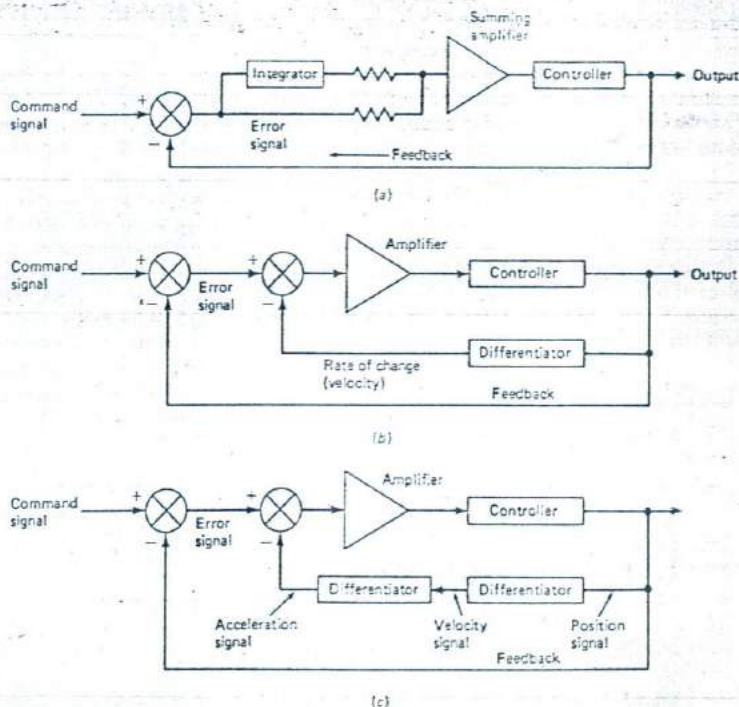 Summing
amplifier
Integrator
Controller
Output
Command
signal
+
−
Error
signal
Feedback
(a)
Amplifier
Command
signal
+
−
Error
signal
+
−
Controller
Output
Differentiator
Rate of change
(velocity)
Feedback
(b)
Amplifier
Command
signal
+
−
Error
signal
+
−
Controller
Differentiator
Differentiator
Acceleration
signal
Velocity
signal
Position
signal
Feedback
(c)